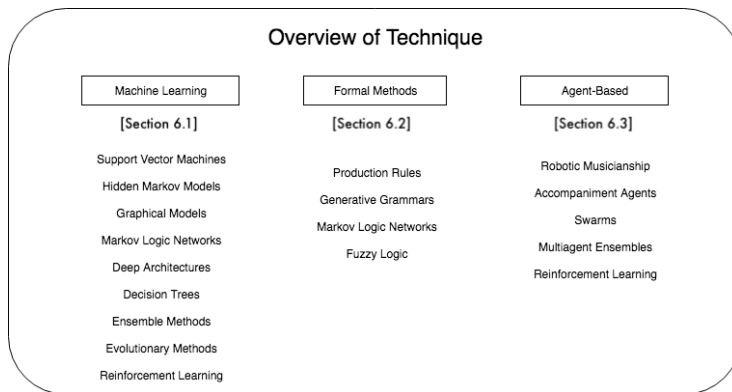 Overview of Technique
Machine Learning
[Section 6.1]
Support Vector Machines
Hidden Markov Models
Graphical Models
Markov Logic Networks
Deep Architectures
Decision Trees
Ensemble Methods
Evolutionary Methods
Reinforcement Learning
Formal Methods
[Section 6.2]
Production Rules
Generative Grammars
Markov Logic Networks
Fuzzy Logic
Agent-Based
[Section 6.3]
Robotic Musicianship
Accompaniment Agents
Swarms
Multiagent Ensembles
Reinforcement Learning